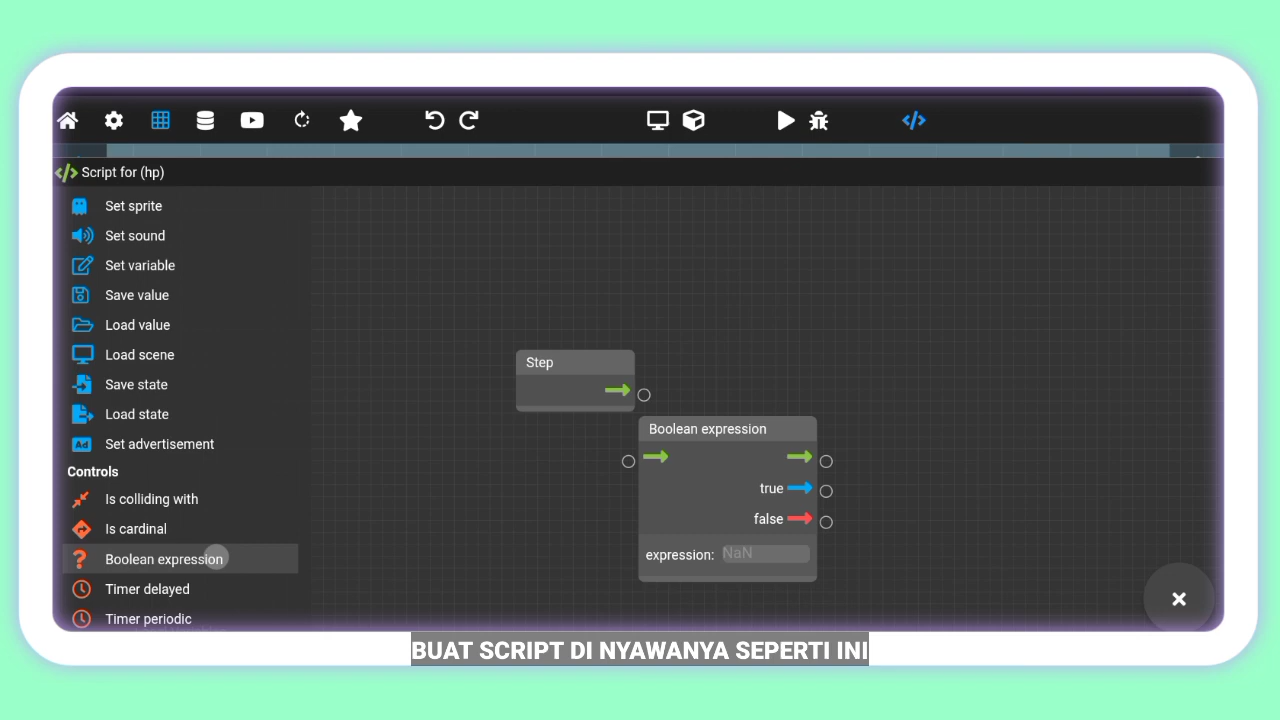 Script for (hp)
Set sprite
Set sound
Set variable
Save value
Load value
Load scene
Save state
Load state
Ad
Set advertisement
Controls
Is colliding with
Is cardinal
Boolean expression
Timer delayed
Timer periodic
Step
Boolean expression
true
false
expression: NaN
BUAT SCRIPT DI NYAWANYA SEPERTI INI